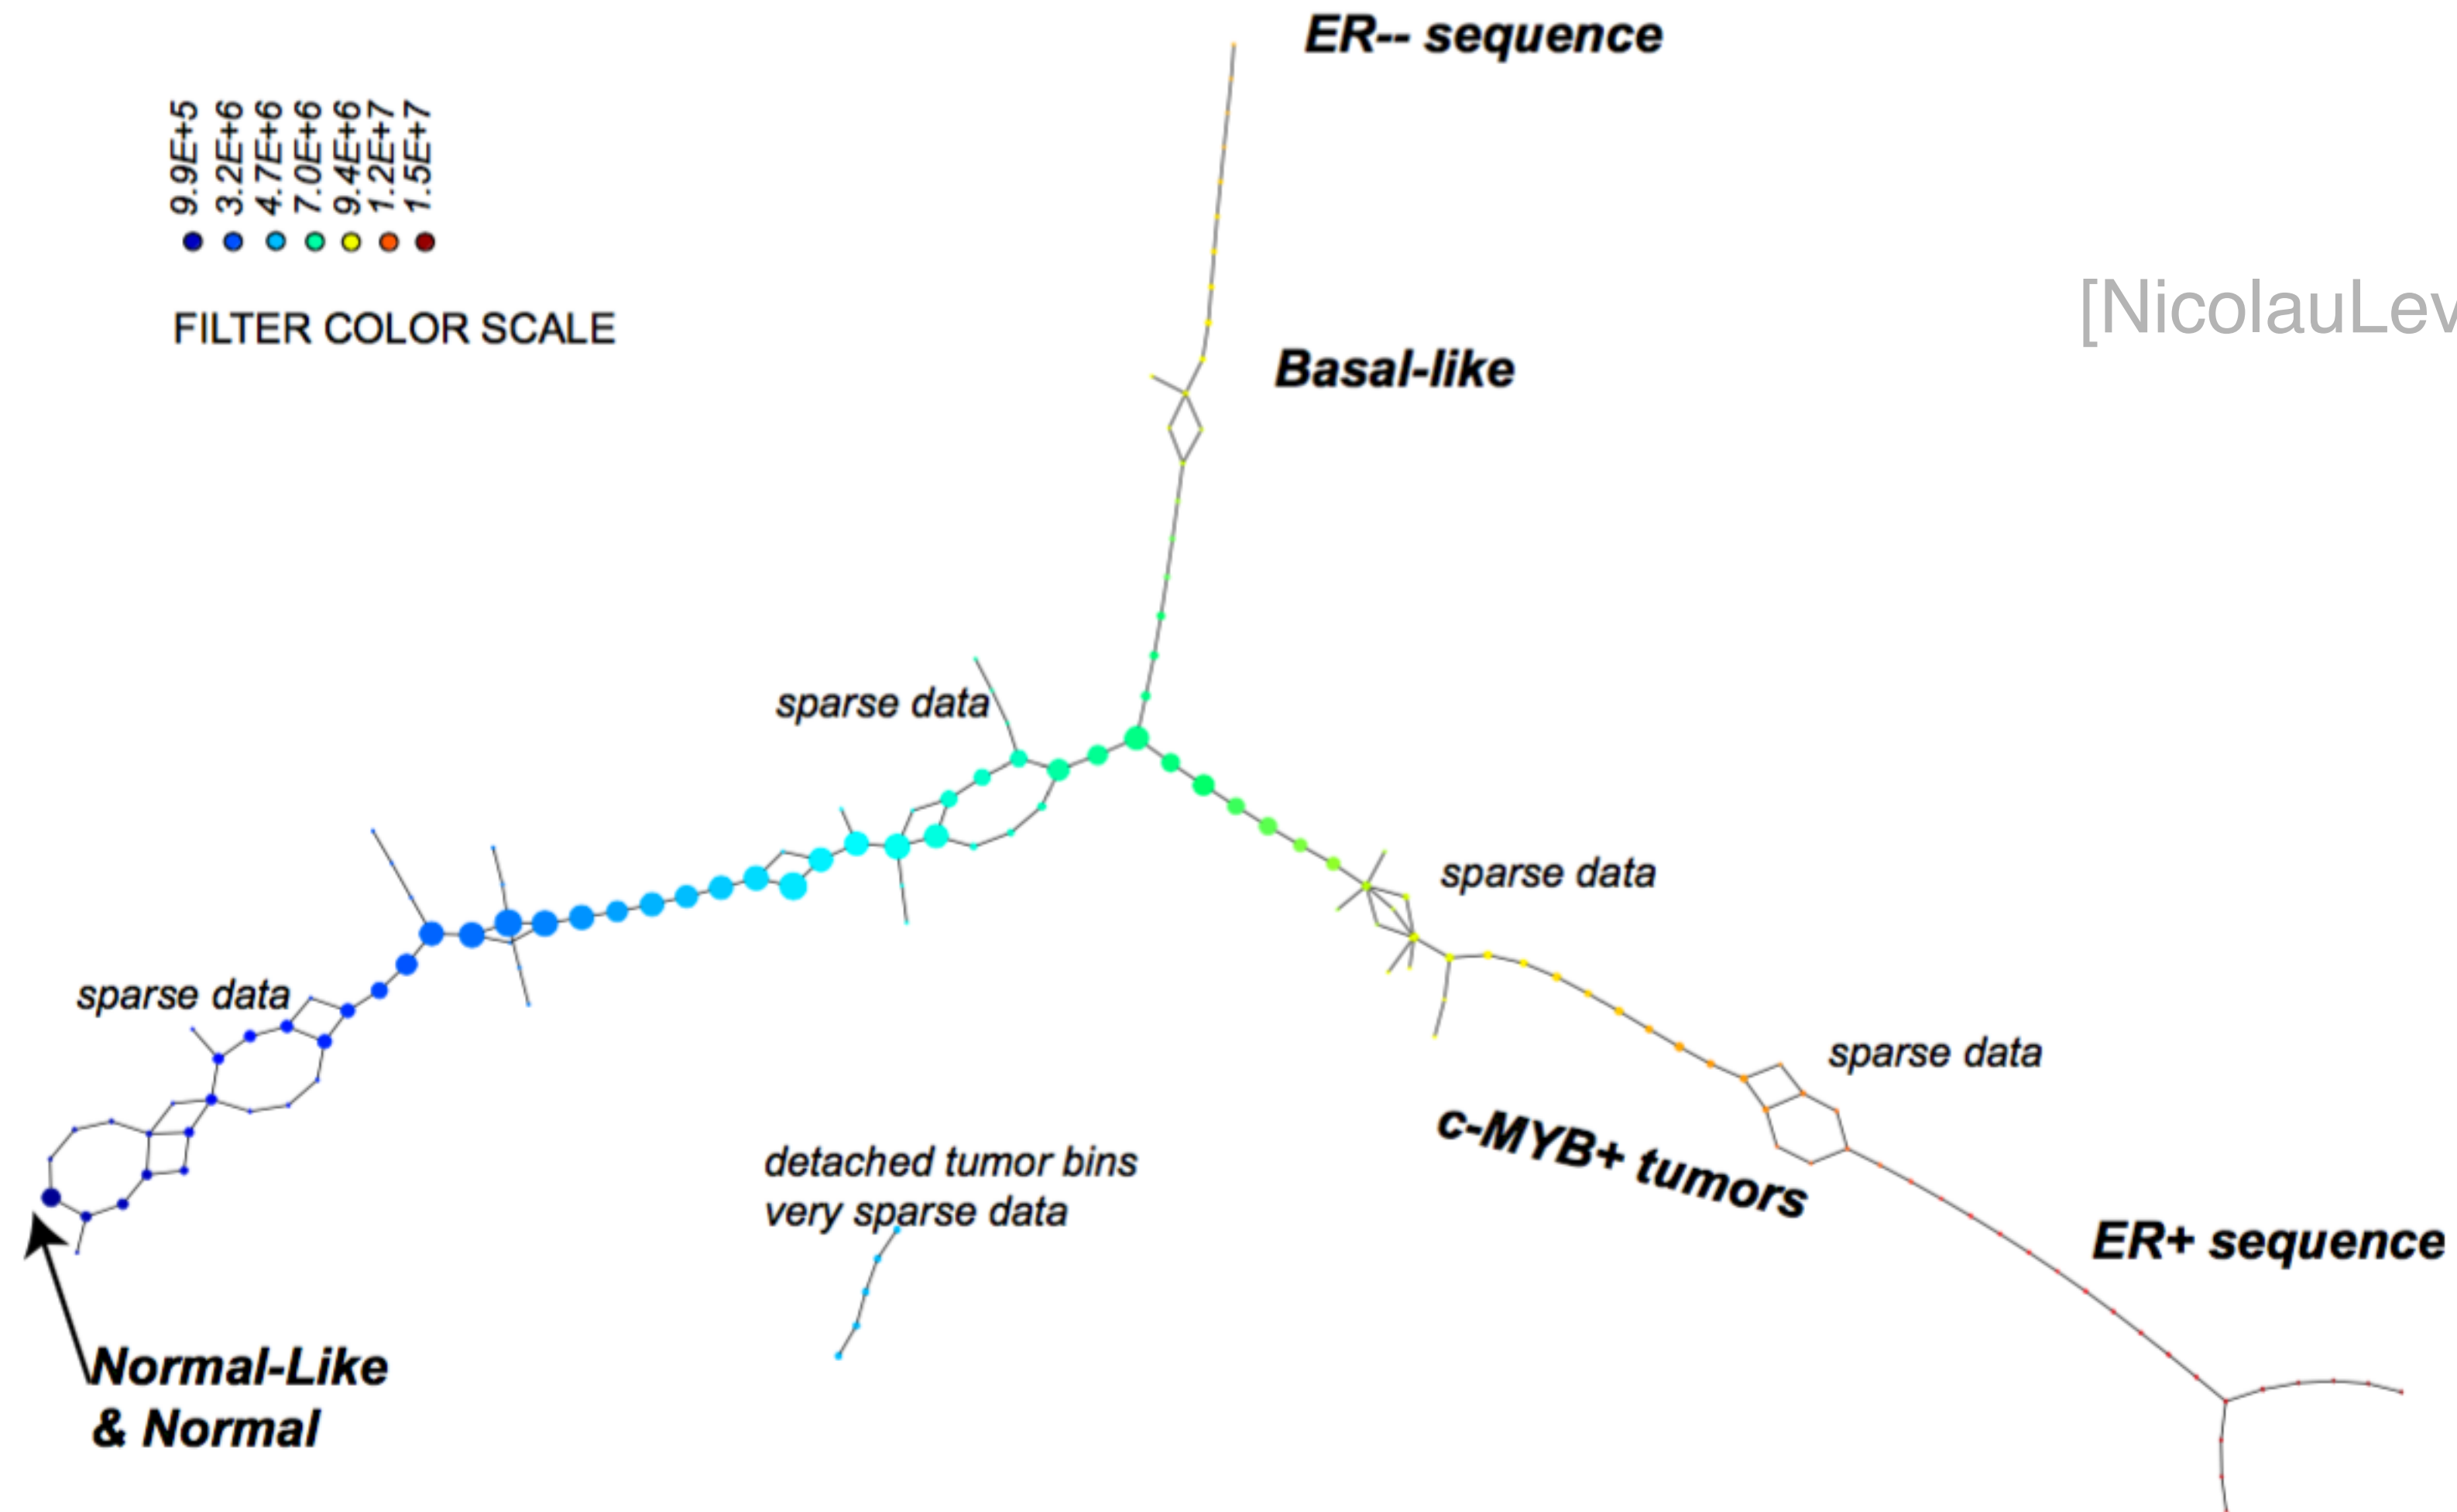 ER-- sequence
9.9E+5
3.2E+6
4.7E+6
7.0E+6
9.4E+6
1.2E+7
1.5E+7
FILTER COLOR SCALE
[NicolauLev
Basal-like
sparse data
sparse data
sparse data
sparse data
c-MYB+ tumors
detached tumor bins
very sparse data
ER+ sequence
Normal-Like
& Normal